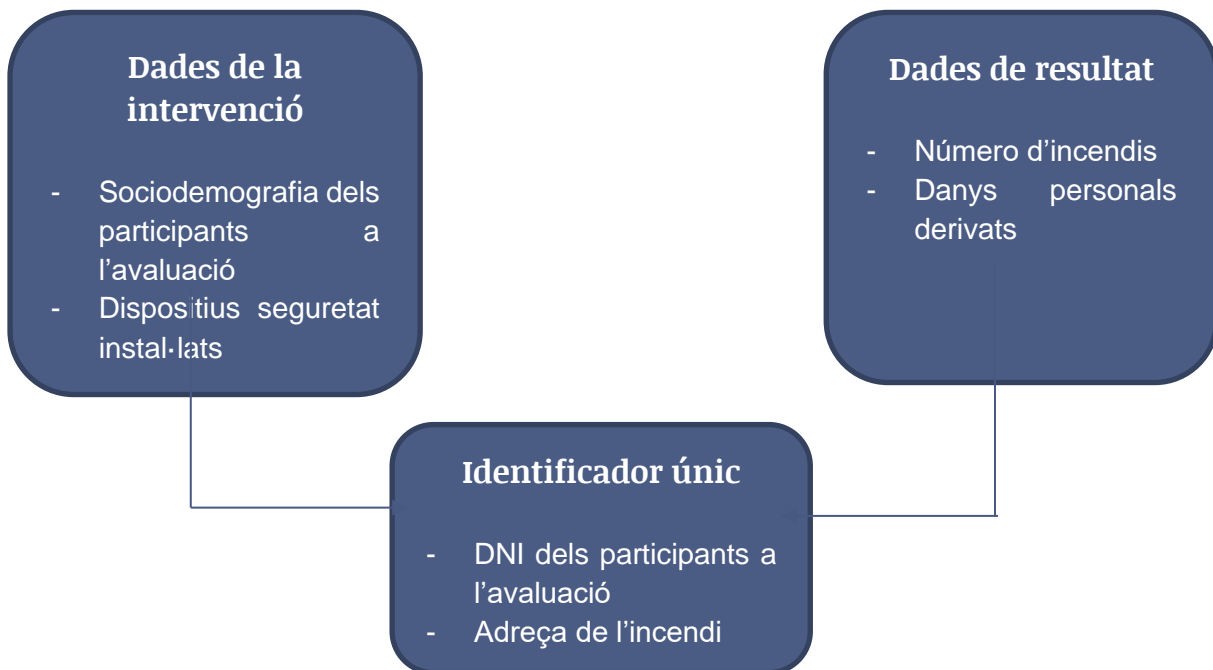 Dades de la
intervenció
- Sociodemografia dels
participants a
l’avaluació
- Dispositius seguretat
instal·lats
Dades de resultat
- Número d’incendis
- Danys personals
derivats
Identificador únic
- DNI dels participants a
l’avaluació
- Adreça de l’incendi